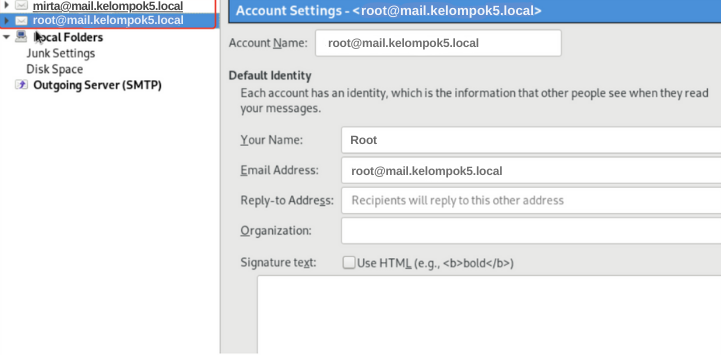 mirta@mail.kelompok5.local
root@mail.kelompok5.local
Local Folders
Junk Settings
Disk Space
Outgoing Server (SMTP)
Account Settings - <root@mail.kelompok5.local>
Account Name: root@mail.kelompok5.local
Default Identity
Each account has an identity, which is the information that other people see when they read
your messages.
Your Name: Root
Email Address: root@mail.kelompok5.local
Reply-to Address: Recipients will reply to this other address
Organization:
Signature text: Use HTML (e.g., <b>bold</b>)